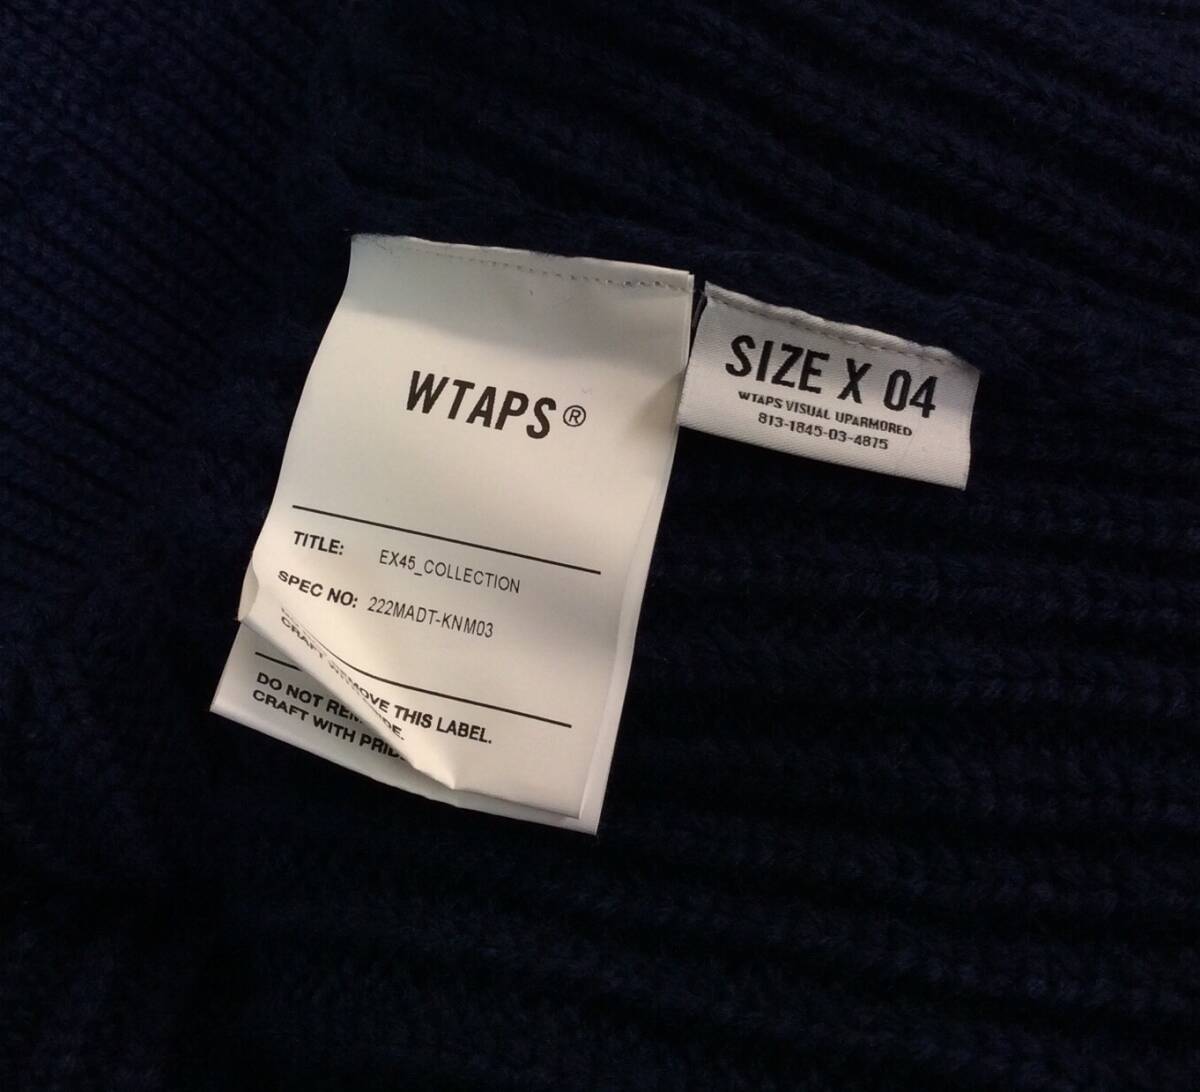 WTAPS®
TITLE: EX45_COLLECTION
SPEC NO: 222MADT-KNM03
REMOVE THIS LABEL.
CRAFT
DO NOT
CRAFT WITH
SIZE X 04
WTAPS VISUAL UPARMORED
813-1845-03-4875